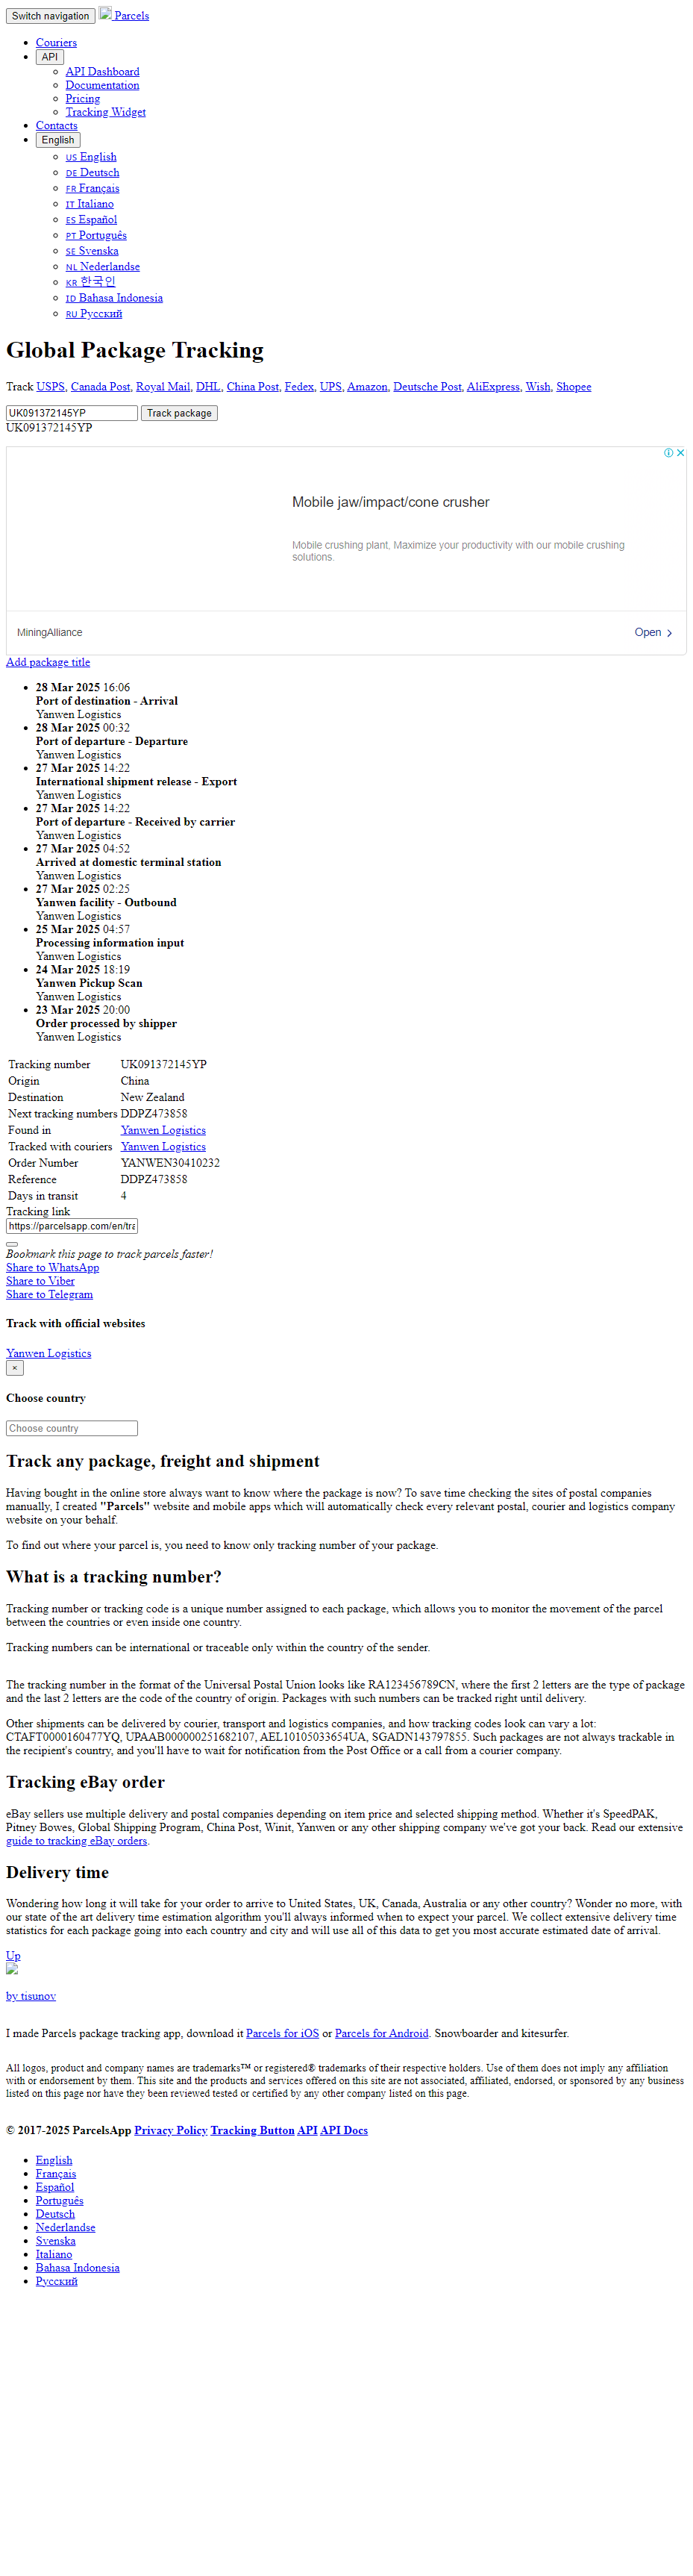 Switch navigation Parcels
Couriers
API
API Dashboard
Documentation
Pricing
Tracking Widget
Contacts
English
US English
DE Deutsch
FR Français
IT Italiano
ES Español
PT Português
SE Svenska
NL Nederlandse
KR 한국인
ID Bahasa Indonesia
RU Русский
Global Package Tracking
Track USPS, Canada Post, Royal Mail, DHL, China Post, Fedex, UPS, Amazon, Deutsche Post, AliExpress, Wish, Shopee
UK091372145YP Track package
UK091372145YP
Mobile jaw/impact/cone crusher
Mobile crushing plant, Maximize your productivity with our mobile crushing
solutions.
MiningAlliance Open
Add package title
28 Mar 2025 16:06
Port of destination - Arrival
Yanwen Logistics
28 Mar 2025 00:32
Port of departure - Departure
Yanwen Logistics
27 Mar 2025 14:22
International shipment release - Export
Yanwen Logistics
27 Mar 2025 14:22
Port of departure - Received by carrier
Yanwen Logistics
27 Mar 2025 04:52
Arrived at domestic terminal station
Yanwen Logistics
27 Mar 2025 02:25
Yanwen facility - Outbound
Yanwen Logistics
25 Mar 2025 04:57
Processing information input
Yanwen Logistics
24 Mar 2025 18:19
Yanwen Pickup Scan
Yanwen Logistics
23 Mar 2025 20:00
Order processed by shipper
Yanwen Logistics
Tracking number UK091372145YP
Origin China
Destination New Zealand
Next tracking numbers DDPZ473858
Found in Yanwen Logistics
Tracked with couriers Yanwen Logistics
Order Number YANWEN30410232
Reference DDPZ473858
Days in transit 4
Tracking link
https://parcelsapp.com/en/tra
Bookmark this page to track parcels faster!
Share to WhatsApp
Share to Viber
Share to Telegram
Track with official websites
Yanwen Logistics
×
Choose country
Choose country
Track any package, freight and shipment
Having bought in the online store always want to know where the package is now? To save time checking the sites of postal companies
manually, I created "Parcels" website and mobile apps which will automatically check every relevant postal, courier and logistics company
website on your behalf.
To find out where your parcel is, you need to know only tracking number of your package.
What is a tracking number?
Tracking number or tracking code is a unique number assigned to each package, which allows you to monitor the movement of the parcel
between the countries or even inside one country.
Tracking numbers can be international or traceable only within the country of the sender.
The tracking number in the format of the Universal Postal Union looks like RA123456789CN, where the first 2 letters are the type of package
and the last 2 letters are the code of the country of origin. Packages with such numbers can be tracked right until delivery.
Other shipments can be delivered by courier, transport and logistics companies, and how tracking codes look can vary a lot:
CTAFT0000160477YQ, UPAAB000000251682107, AEL10105033654UA, SGADN143797855. Such packages are not always trackable in
the recipient's country, and you'll have to wait for notification from the Post Office or a call from a courier company.
Tracking eBay order
eBay sellers use multiple delivery and postal companies depending on item price and selected shipping method. Whether it's SpeedPAK,
Pitney Bowes, Global Shipping Program, China Post, Winit, Yanwen or any other shipping company we've got your back. Read our extensive
guide to tracking eBay orders.
Delivery time
Wondering how long it will take for your order to arrive to United States, UK, Canada, Australia or any other country? Wonder no more, with
our state of the art delivery time estimation algorithm you'll always informed when to expect your parcel. We collect extensive delivery time
statistics for each package going into each country and city and will use all of this data to get you most accurate estimated date of arrival.
Up
by tisunov
I made Parcels package tracking app, download it Parcels for iOS or Parcels for Android. Snowboarder and kitesurfer.
All logos, product and company names are trademarks™ or registered® trademarks of their respective holders. Use of them does not imply any affiliation
with or endorsement by them. This site and the products and services offered on this site are not associated, affiliated, endorsed, or sponsored by any business
listed on this page nor have they been reviewed tested or certified by any other company listed on this page.
© 2017-2025 ParcelsApp Privacy Policy Tracking Button API API Docs
English
Français
Español
Português
Deutsch
Nederlandse
Svenska
Italiano
Bahasa Indonesia
Русский